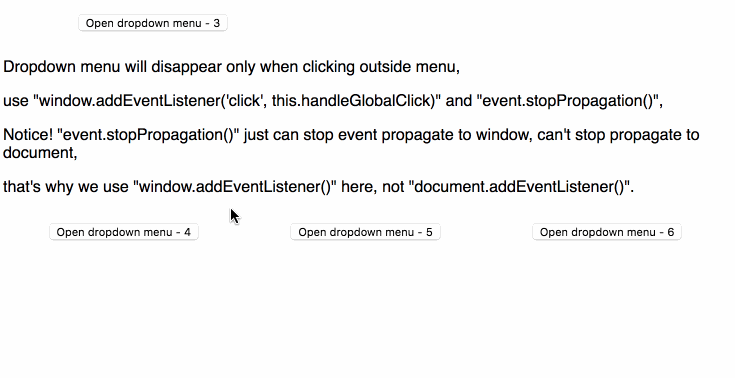 Open dropdown menu - 3
Dropdown menu will disappear only when clicking outside menu,
use "window.addEventListener('click', this.handleGlobalClick)" and "event.stopPropagation()",
Notice! "event.stopPropagation()" just can stop event propagate to window, can't stop propagate to
document,
that's why we use "window.addEventListener()" here, not "document.addEventListener()".
Open dropdown menu - 4
Open dropdown menu - 5
Open dropdown menu - 6